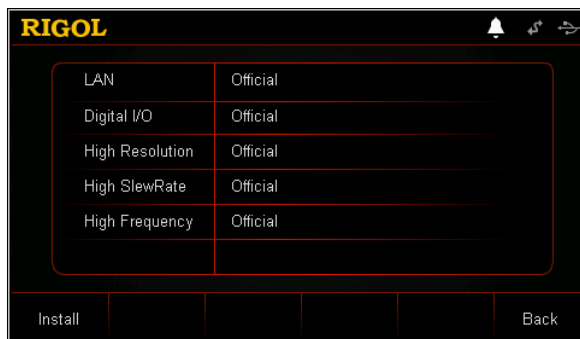 RIGOL
LAN Official
Digital I/O Official
High Resolution Official
High SlewRate Official
High Frequency Official
Install Back